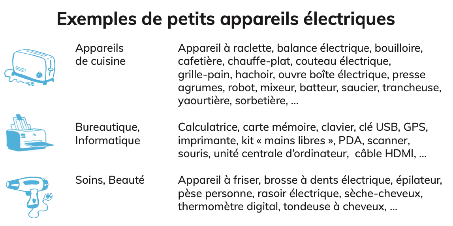 Exemples de petits appareils électriques
Appareils
de cuisine
Appareil à raclette, balance électrique, bouilloire,
cafetière, chauffe-plat, couteau électrique,
grille-pain, hachoir, ouvre boîte électrique, presse
agrumes, robot, mixeur, batteur, saucier, trancheuse,
yaourtière, sorbetière, ...
Bureautique,
Informatique
Calculatrice, carte mémoire, clavier, clé USB, GPS,
imprimante, kit « mains libres », PDA, scanner,
souris, unité centrale d'ordinateur, câble HDMI, ...
Soins, Beauté
Appareil à friser, brosse à dents électrique, épilateur,
pèse personne, rasoir électrique, sèche-cheveux,
thermomètre digital, tondeuse à cheveux, ...